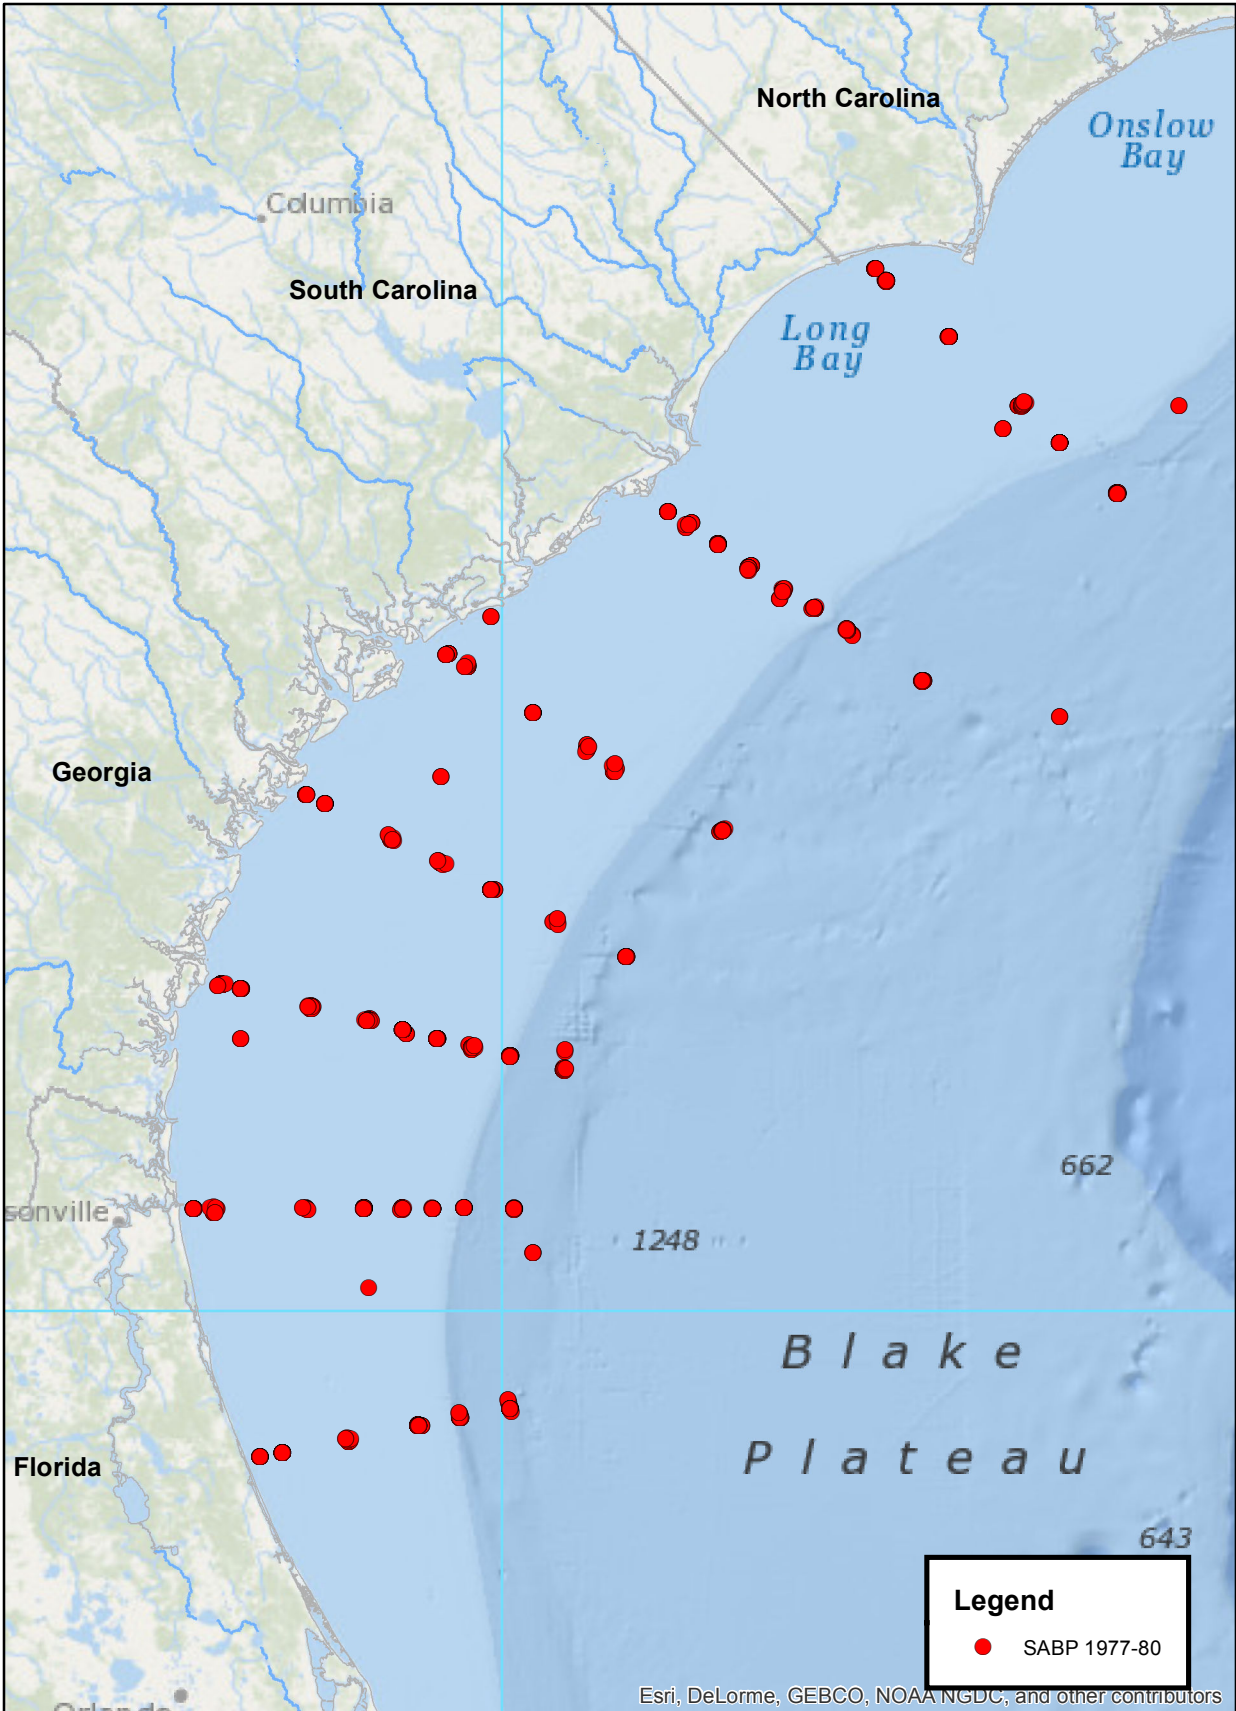 North Carolina
Onslow
Bay
Columbia
South Carolina
Long
Bay
Georgia
662
sonville
1248
Blake
Plateau
Florida
643
Legend
SABP 1977-80
Esri, DeLorme, GEBCO, NOAA NGDC, and other contributors
Orlando